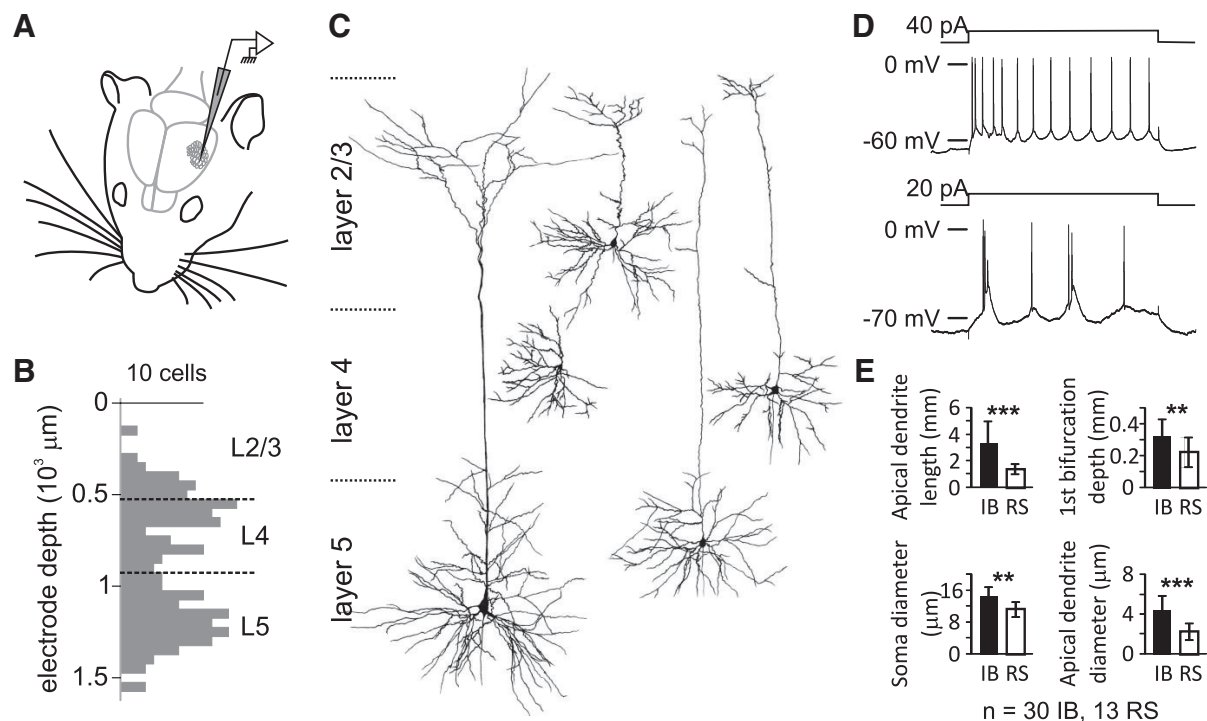 A
B
10 cells
0
0.5
1
1.5
electrode depth (10³ μm)
L2/3
L4
L5
C
layer 2/3
layer 4
layer 5
D
40 pA
0 mV
-60 mV
20 pA
0 mV
-70 mV
E
Apical dendrite
length (mm)
6
4
2
0
***
IB RS
1st bifurcation
depth (mm)
0.4
0.2
0
**
IB RS
Soma diameter
(μm)
16
8
0
**
IB RS
Apical dendrite
diameter (μm)
8
4
0
***
IB RS
n = 30 IB, 13 RS